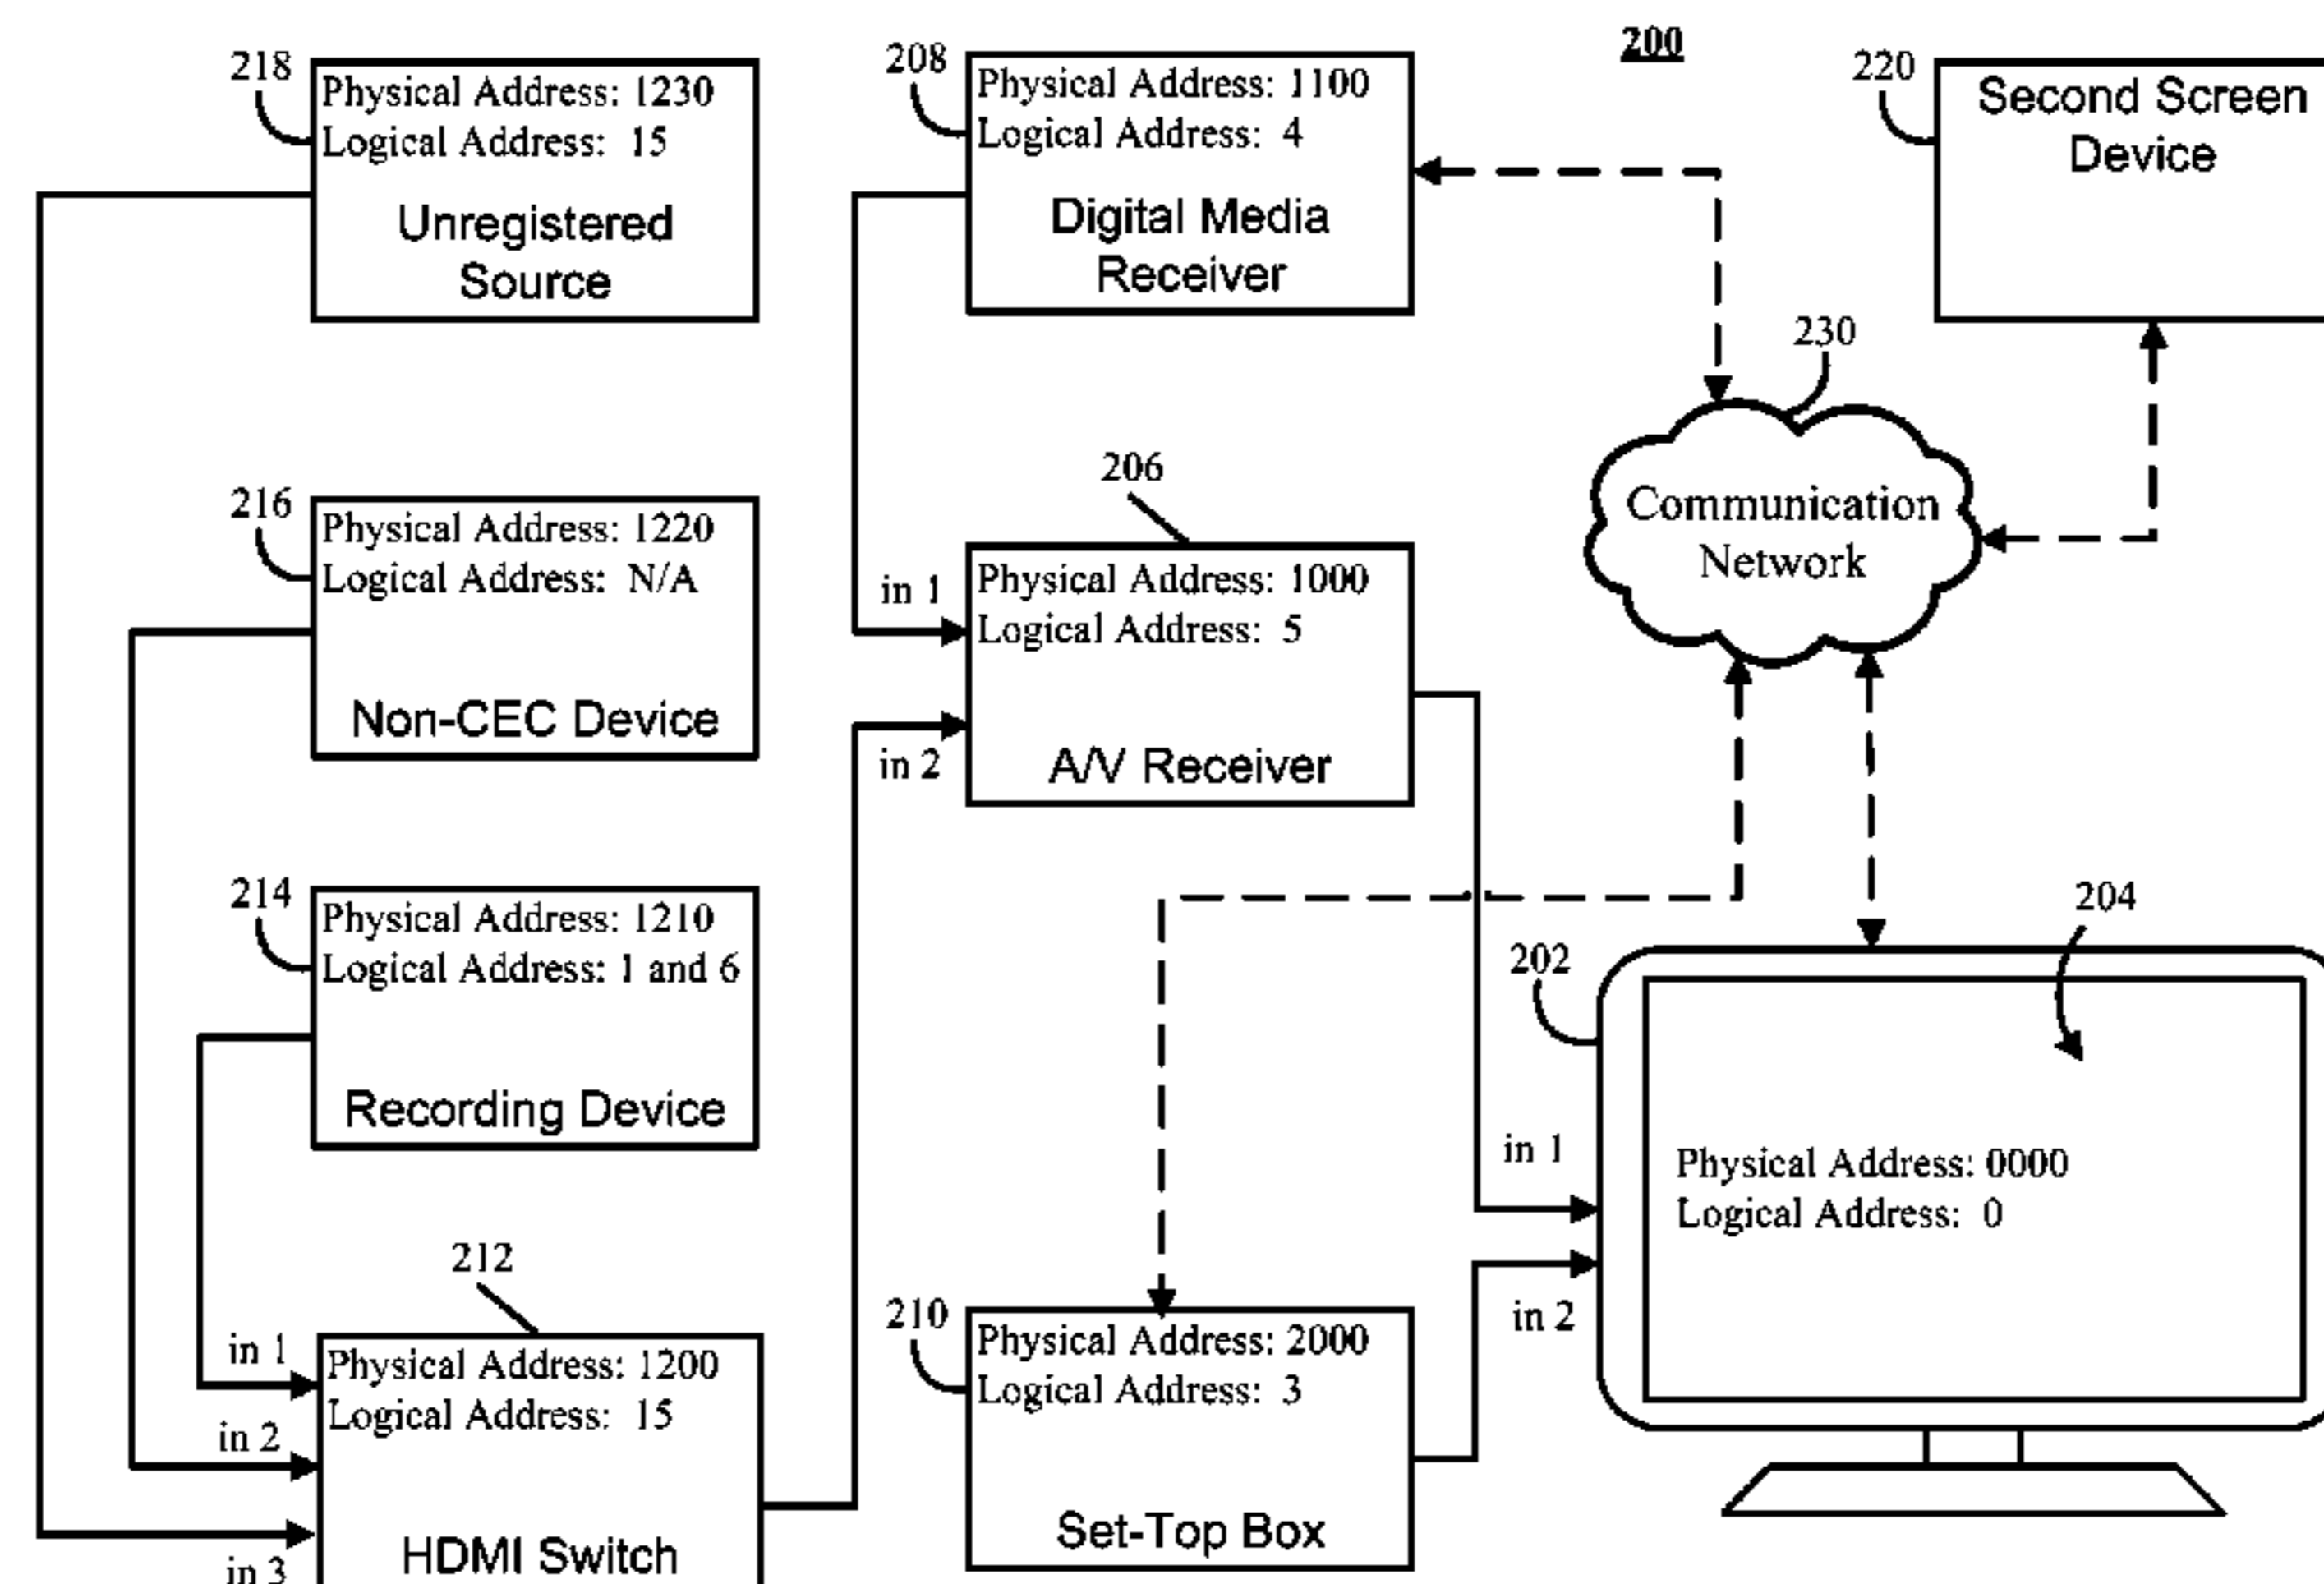 200
218
Physical Address: 1230
Logical Address: 15
Unregistered
Source
208
Physical Address: 1100
Logical Address: 4
Digital Media
Receiver
220
Second Screen
Device
230
Communication
Network
216
Physical Address: 1220
Logical Address: N/A
Non-CEC Device
206
in 1
Physical Address: 1000
Logical Address: 5
in 2
A/V Receiver
214
Physical Address: 1210
Logical Address: 1 and 6
Recording Device
202
204
in 1
Physical Address: 0000
Logical Address: 0
in 2
212
in 1
Physical Address: 1200
Logical Address: 15
in 2
HDMI Switch
in 3
210
Physical Address: 2000
Logical Address: 3
Set-Top Box